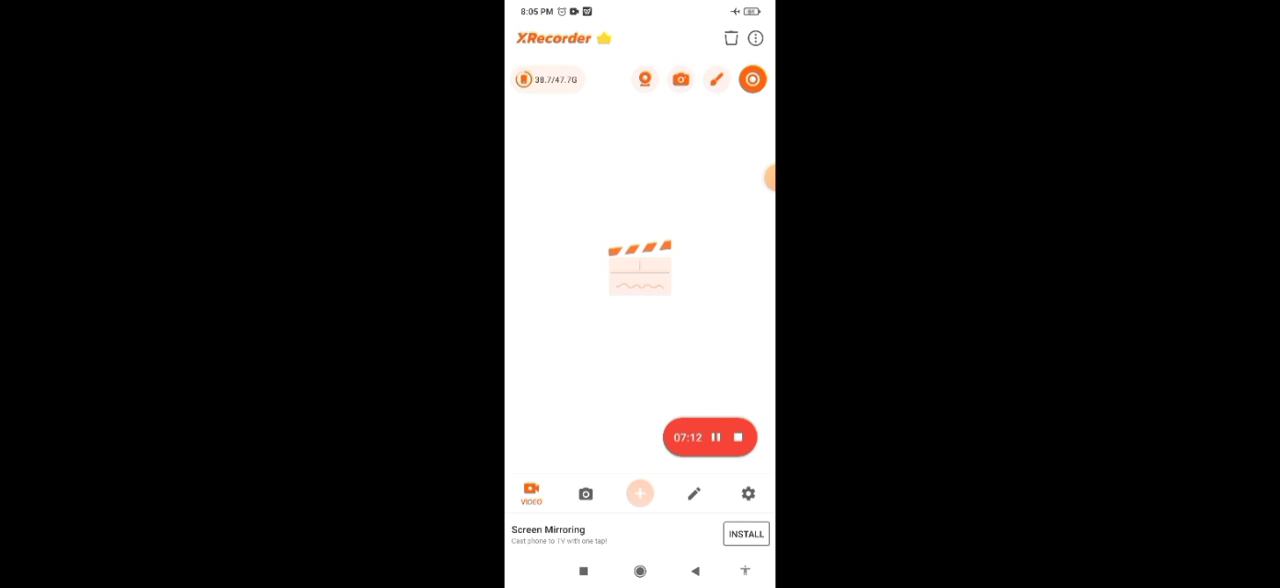 8:05 PM
XRecorder
38.7/47.7G
07:12
VIDEO
Screen Mirroring
Cast phone to TV with one tap!
INSTALL